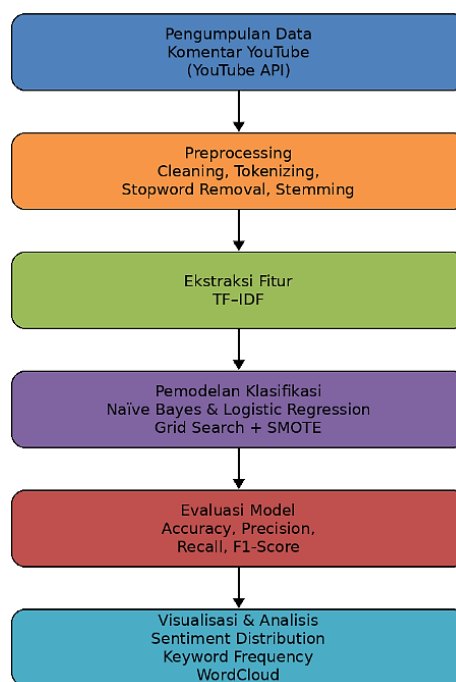 Pengumpulan Data
Komentar YouTube
(YouTube API)
Preprocessing
Cleaning, Tokenizing,
Stopword Removal, Stemming
Ekstraksi Fitur
TF–IDF
Pemodelan Klasifikasi
Naïve Bayes & Logistic Regression
Grid Search + SMOTE
Evaluasi Model
Accuracy, Precision,
Recall, F1-Score
Visualisasi & Analisis
Sentiment Distribution
Keyword Frequency
WordCloud